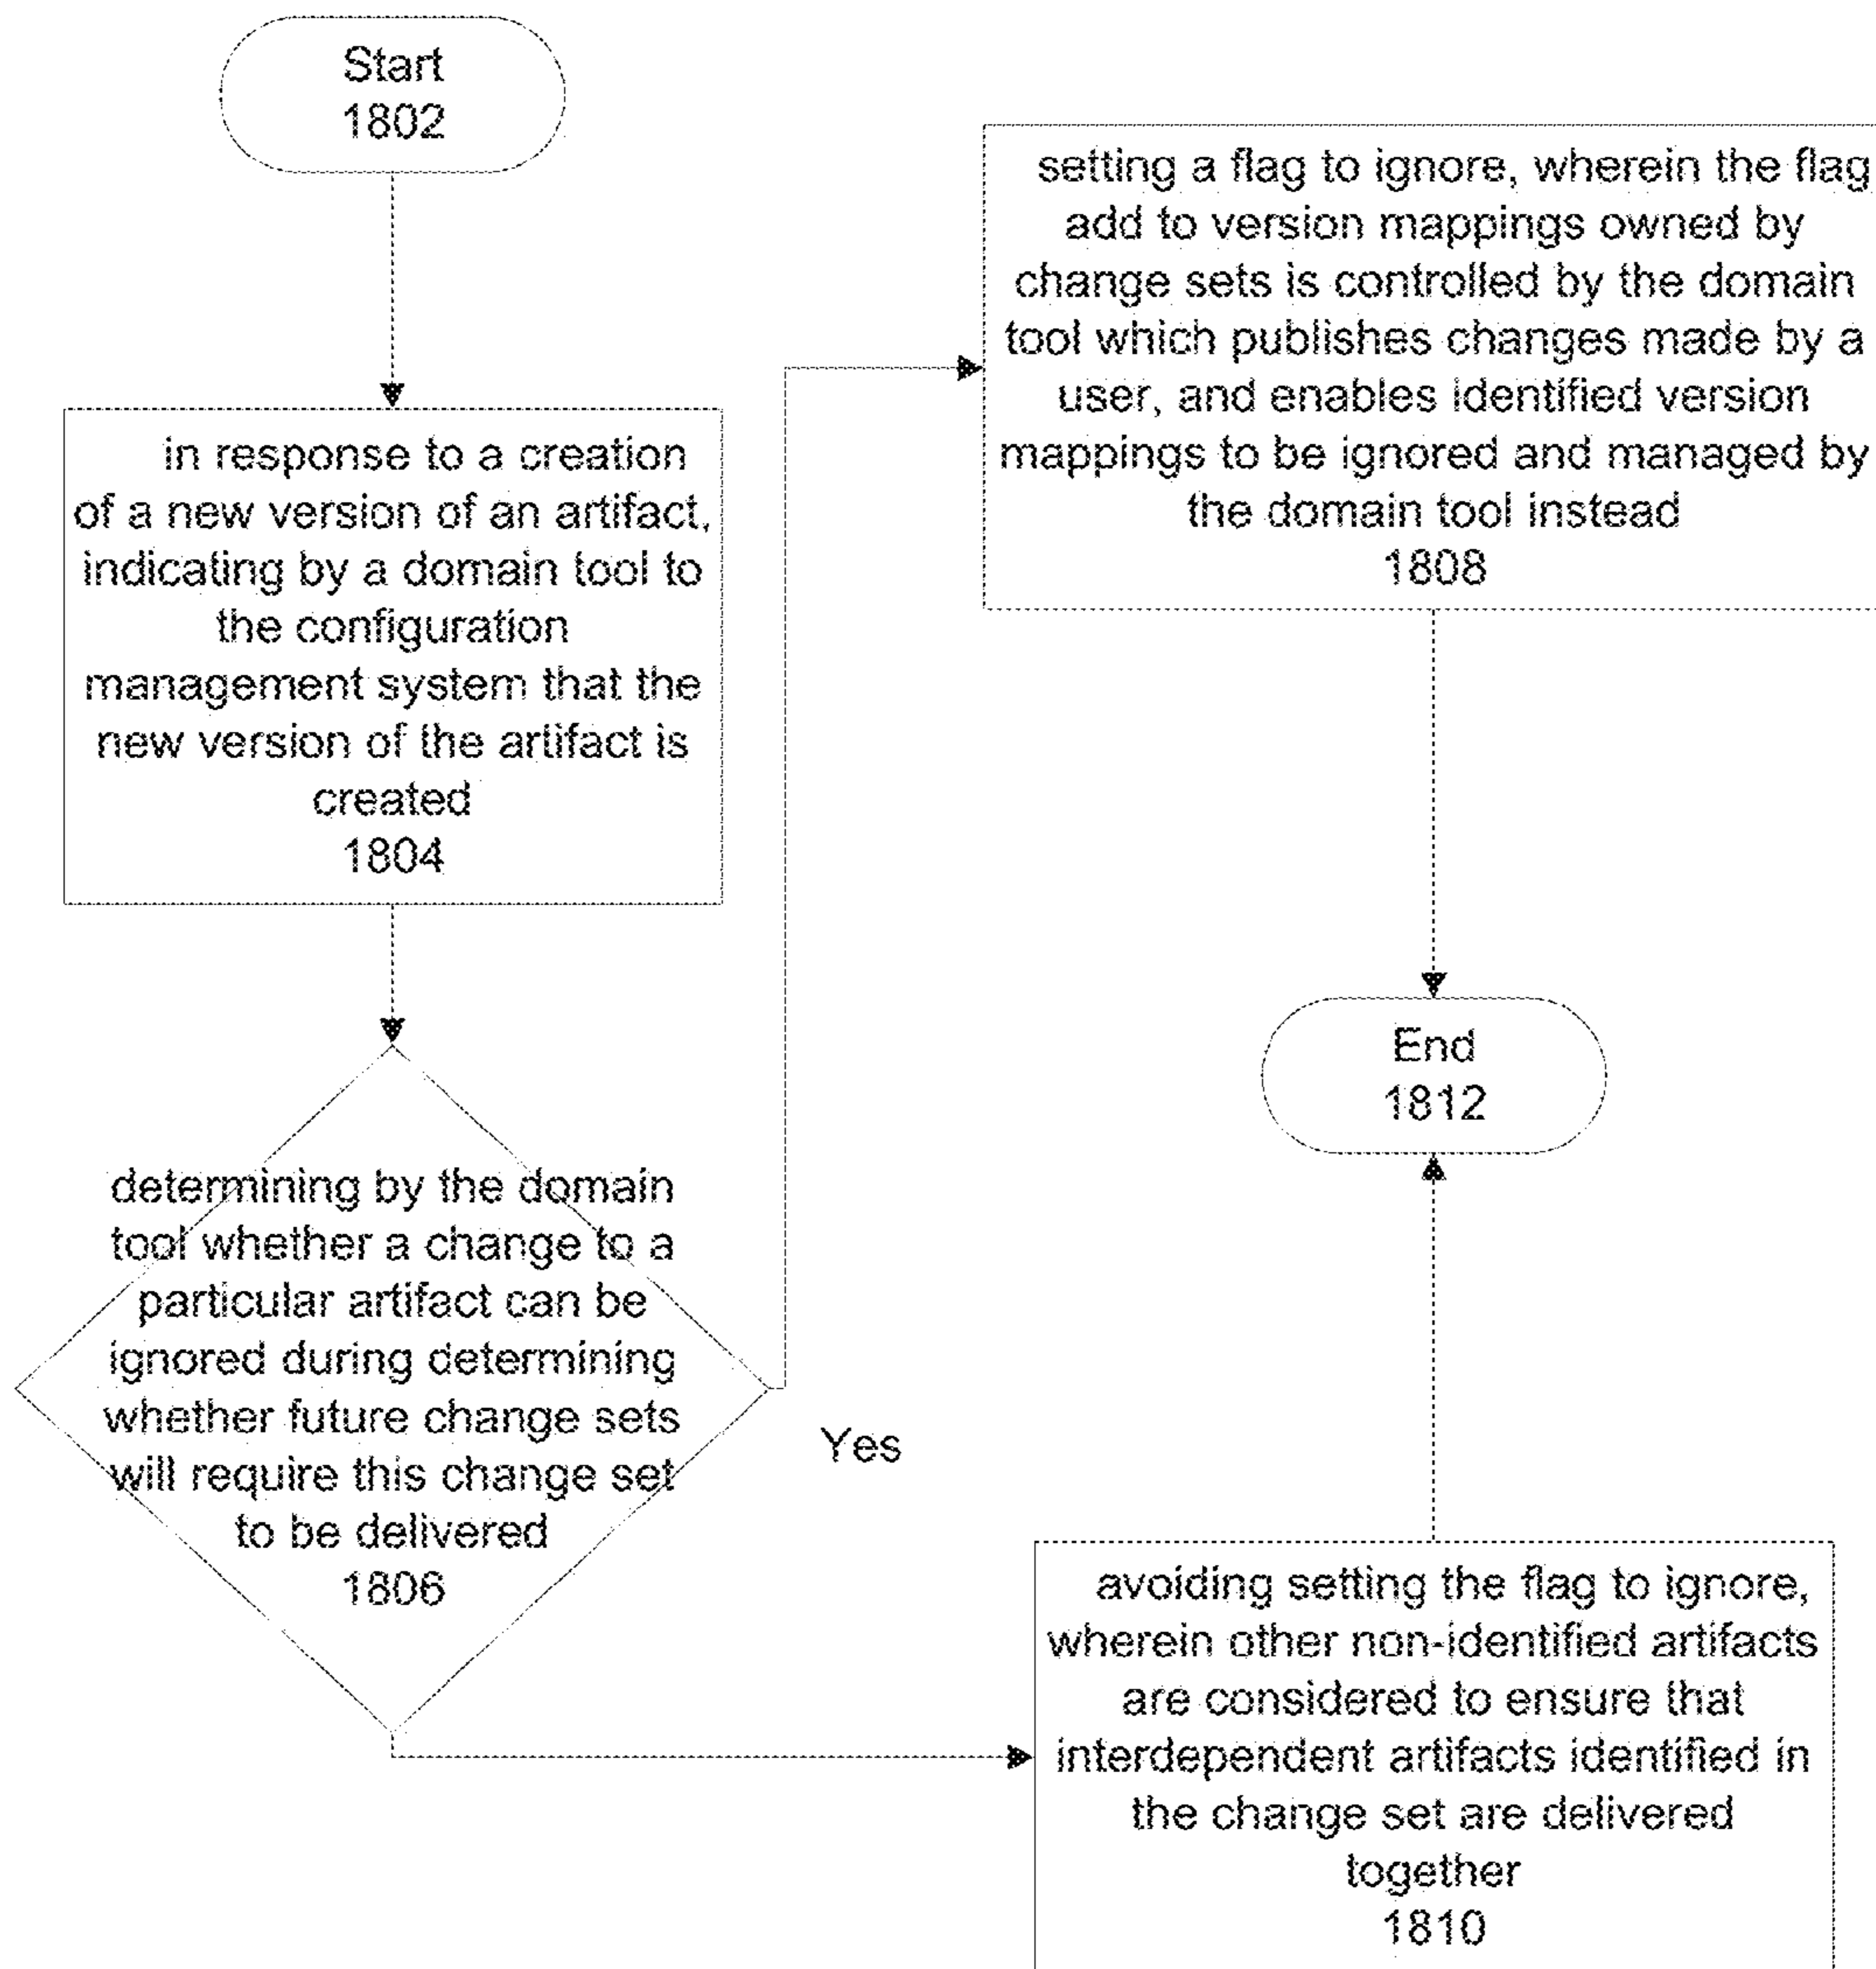 Start
1802
in response to a creation
of a new version of an artifact,
indicating by a domain tool to
the configuration
management system that the
new version of the artifact is
created
1804
determining by the domain
tool whether a change to a
particular artifact can be
ignored during determining
whether future change sets
will require this change set
to be delivered
1806
Yes
setting a flag to ignore, wherein the flag
add to version mappings owned by
change sets is controlled by the domain
tool which publishes changes made by a
user, and enables identified version
mappings to be ignored and managed by
the domain tool instead
1808
End
1812
avoiding setting the flag to ignore,
wherein other non-identified artifacts
are considered to ensure that
interdependent artifacts identified in
the change set are delivered
together
1810